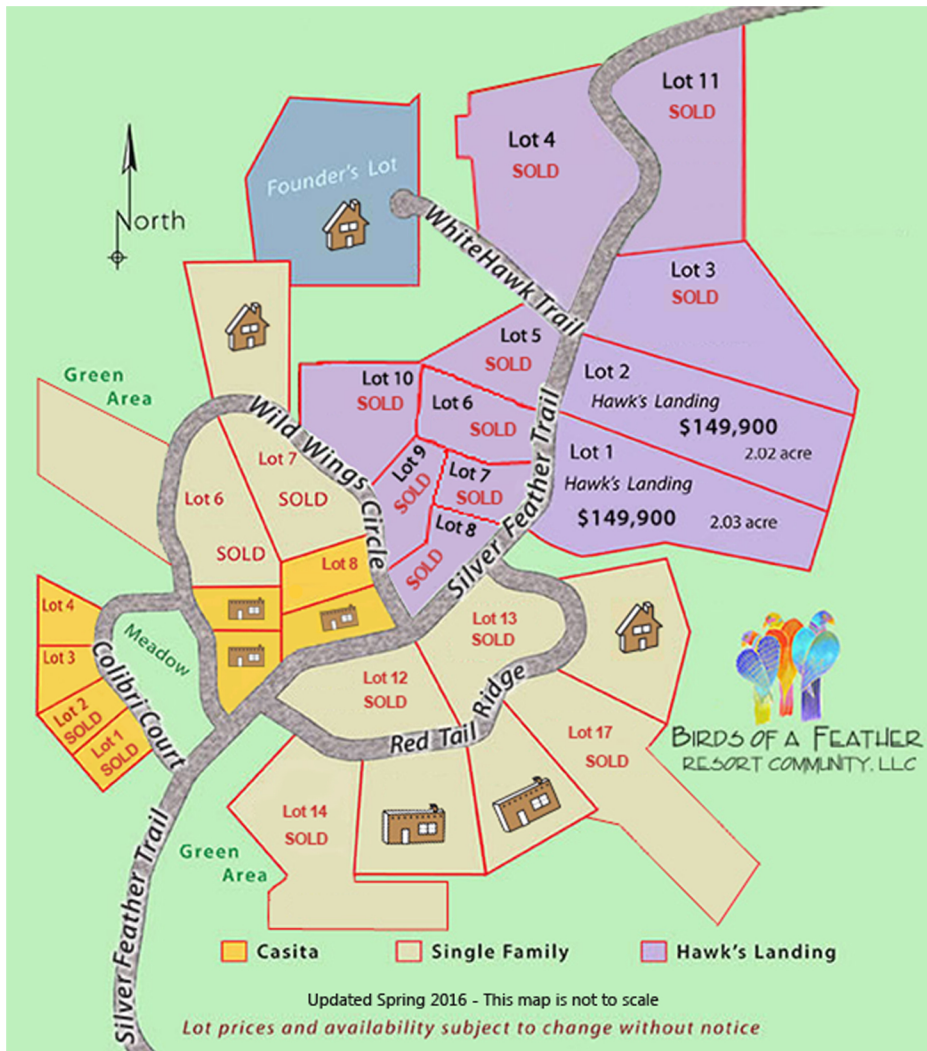 Lot 11
SOLD
Lot 4
SOLD
Founder's Lot
North
WhiteHawk Trail
Lot 3
SOLD
Lot 5
SOLD
Lot 2
Hawk's Landing
$149,900
2.02 acre
Lot 10
SOLD
Lot 6
SOLD
Green
Area
Silver Feather Trail
Wild Wings Circle
Lot 1
Hawk's Landing
$149,900
2.03 acre
Lot 9
SOLD
Lot 7
SOLD
Lot 8
SOLD
Lot 7
SOLD
Lot 6
SOLD
Lot 8
Lot 4
Lot 3
Lot 2
SOLD
Lot 1
SOLD
Meadow
Colibri Court
Lot 13
SOLD
Lot 12
SOLD
Red Tail Ridge
Lot 17
SOLD
BIRDS OF A FEATHER
RESORT COMMUNITY, LLC
Lot 14
SOLD
Green
Area
Silver Feather Trail
Casita
Single Family
Hawk's Landing
Updated Spring 2016 - This map is not to scale
Lot prices and availability subject to change without notice